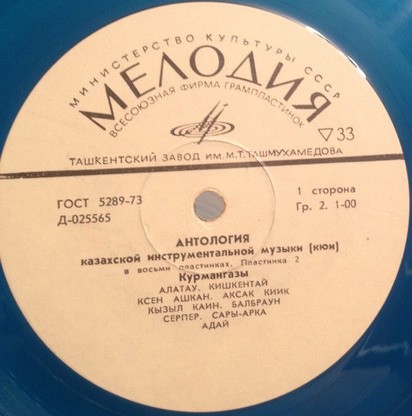 МИНИСТЕРСТВО КУЛЬТУРЫ СССР
МЕЛОДИЯ
ВСЕСОЮЗНАЯ ФИРМА ГРАМПЛАСТИНОК
▽33
ТАШКЕНТСКИЙ ЗАВОД ИМ. М.Т. ТАШМУХАМЕДОВА
ГОСТ 5289-73
Д-025565
1 сторона
Гр. 2. 1-00
АНТОЛОГИЯ
казахской инструментальной музыки (кюи)
в восьми пластинках. Пластинка 2
Курмангазы
АЛАТАУ. КИШКЕНТАЙ
КСЕН АШКАН. АКСАК КИИК
КЫЗЫЛ КАИН. БАЛБРАУН
СЕРПЕР. САРЫ-АРКА
АДАЙ